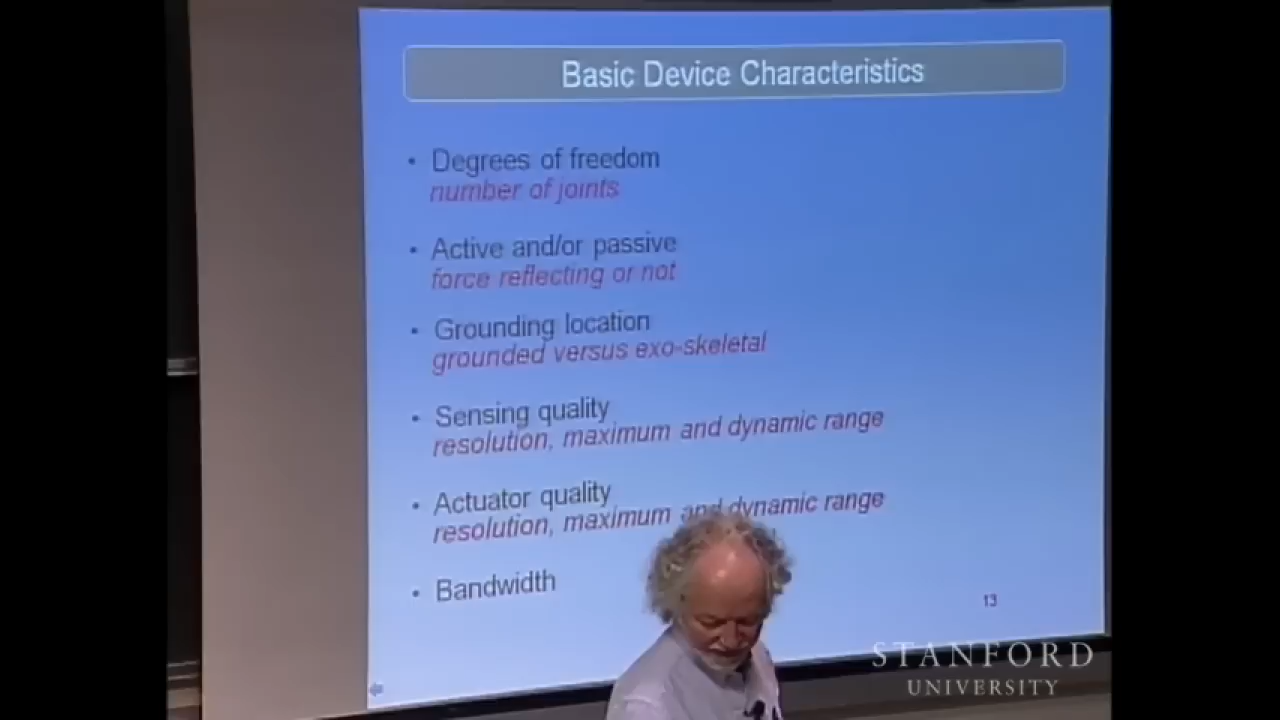 Basic Device Characteristics
• Degrees of freedom
number of joints
• Active and/or passive
force reflecting or not
• Grounding location
grounded versus exo-skeletal
• Sensing quality
resolution, maximum and dynamic range
• Actuator quality
resolution, maximum and dynamic range
• Bandwidth
13
STANFORD
UNIVERSITY